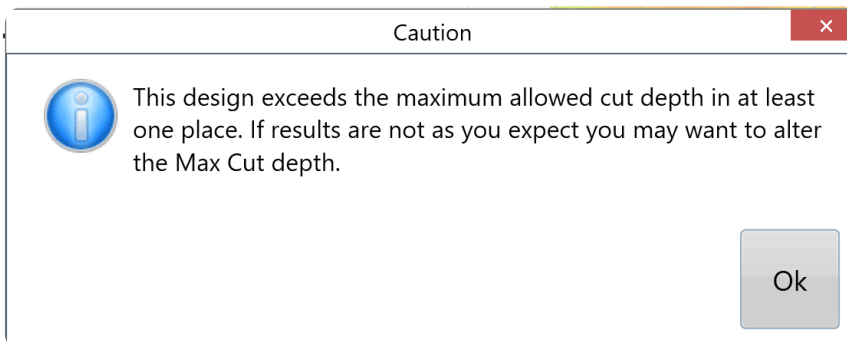 Caution
This design exceeds the maximum allowed cut depth in at least
one place. If results are not as you expect you may want to alter
the Max Cut depth.
Ok